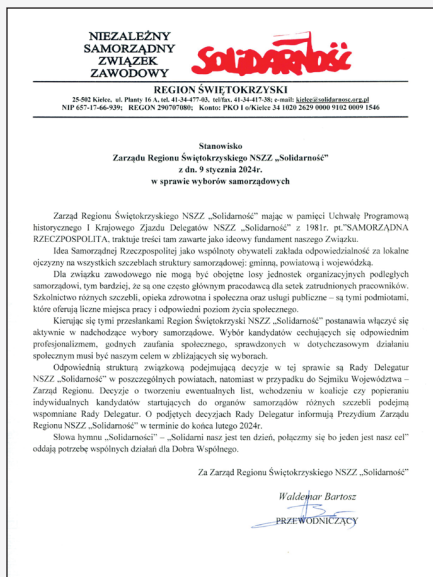 NIEZALEŻNY
SAMORZĄDNY
ZWIĄZEK
ZAWODOWY
SOLIDARNOŚĆ
REGION ŚWIĘTOKRZYSKI
25-502 Kielce, ul. Planty 16 A, tel. 41-34-477-03, tel/fax. 41-34-417-38; e-mail: kielce@solidarnosc.org.pl
NIP 657-17-66-939; REGON 290707080; Konto: PKO I o/Kielce 34 1020 2629 0000 9102 0009 1546
Stanowisko
Zarządu Regionu Świętokrzyskiego NSZZ „Solidarność”
z dn. 9 stycznia 2024r.
w sprawie wyborów samorządowych
Zarząd Regionu Świętokrzyskiego NSZZ „Solidarność” mając w pamięci Uchwałę Programową
historycznego I Krajowego Zjazdu Delegatów NSZZ „Solidarność” z 1981r. pt."SAMORZĄDNA
RZECZPOSPOLITA, traktuje treści tam zawarte jako ideowy fundament naszego Związku.
Idea Samorządnej Rzeczpospolitej jako wspólnoty obywateli zakłada odpowiedzialność za lokalne
ojczyzny na wszystkich szczeblach struktury samorządowej: gminną, powiatową i wojewódzką.
Dla związku zawodowego nie mogą być obojętne losy jednostek organizacyjnych podległych
samorządowi, tym bardziej, że są one często głównym pracodawcą dla setek zatrudnionych pracowników.
Szkolnictwo różnych szczebli, opieka zdrowotna i społeczna oraz usługi publiczne – są tymi podmiotami,
które oferują liczne miejsca pracy i odpowiedni poziom życia społecznego.
Kierując się tymi przesłankami Region Świętokrzyski NSZZ „Solidarność” postanawia włączyć się
aktywnie w nadchodzące wybory samorządowe. Wybór kandydatów cechujących się odpowiednim
profesjonalizmem, godnych zaufania społecznego, sprawdzonych w dotychczasowym działaniu
społecznym musi być naszym celem w zbliżających się wyborach.
Odpowiednią strukturą związkową podejmującą decyzje w tej sprawie są Rady Delegatur
NSZZ „Solidarność” w poszczególnych powiatach, natomiast w przypadku do Sejmiku Województwa –
Zarząd Regionu. Decyzje o tworzeniu ewentualnych list, wchodzeniu w koalicje czy popieraniu
indywidualnych kandydatów startujących do organów samorządów różnych szczebli podejmą
wspomniane Rady Delegatur. O podjętych decyzjach Rady Delegatur informują Prezydium Zarządu
Regionu NSZZ „Solidarność” w terminie do końca lutego 2024r.
Słowa hymnu „Solidarności” – „Solidarni nasz jest ten dzień, połączmy się bo jeden jest nasz cel”
oddają potrzebę wspólnych działań dla Dobra Wspólnego.
Za Zarząd Regionu Świętokrzyskiego NSZZ „Solidarność”
Waldemar Bartosz
PRZEWODNICZĄCY